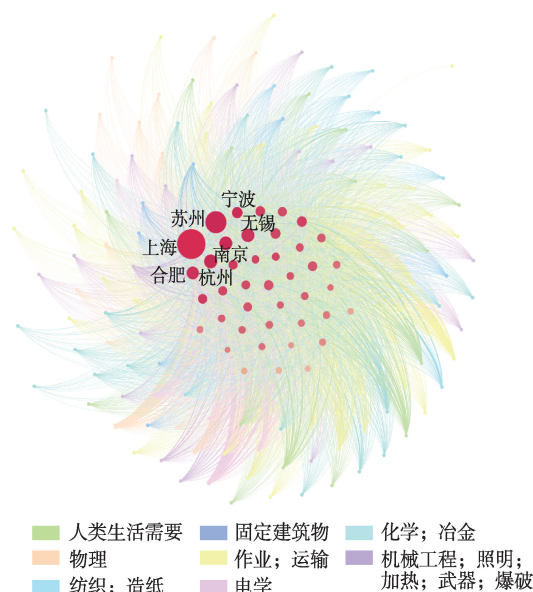 宁波
苏州
无锡
上海
南京
合肥
杭州
人类生活需要
固定建筑物
化学；冶金
物理
作业；运输
机械工程；照明；
加热；武器；爆破
纺织；造纸
电学